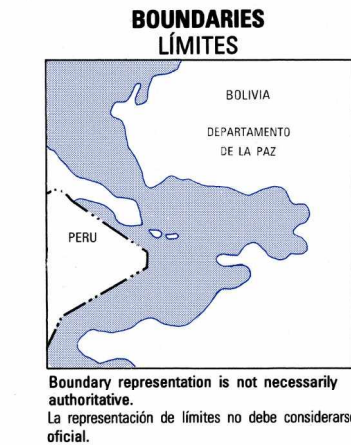 BOUNDARIES
LÍMITES
BOLIVIA
DEPARTAMENTO
DE LA PAZ
PERU
Boundary representation is not necessarily
authoritative.
La representación de límites no debe considerarse
oficial.